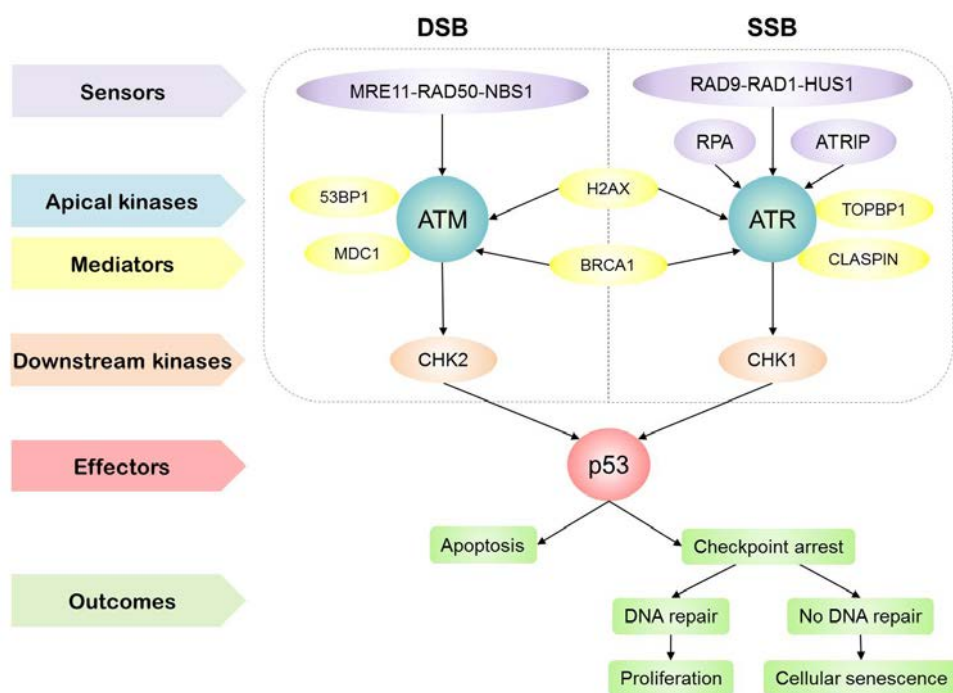 DSB
SSB
Sensors
MRE11-RAD50-NBS1
RAD9-RAD1-HUS1
RPA
ATRIP
Apical kinases
53BP1
ATM
H2AX
ATR
TOPBP1
Mediators
MDC1
BRCA1
CLASPIN
Downstream kinases
CHK2
CHK1
Effectors
p53
Apoptosis
Checkpoint arrest
Outcomes
DNA repair
No DNA repair
Proliferation
Cellular senescence